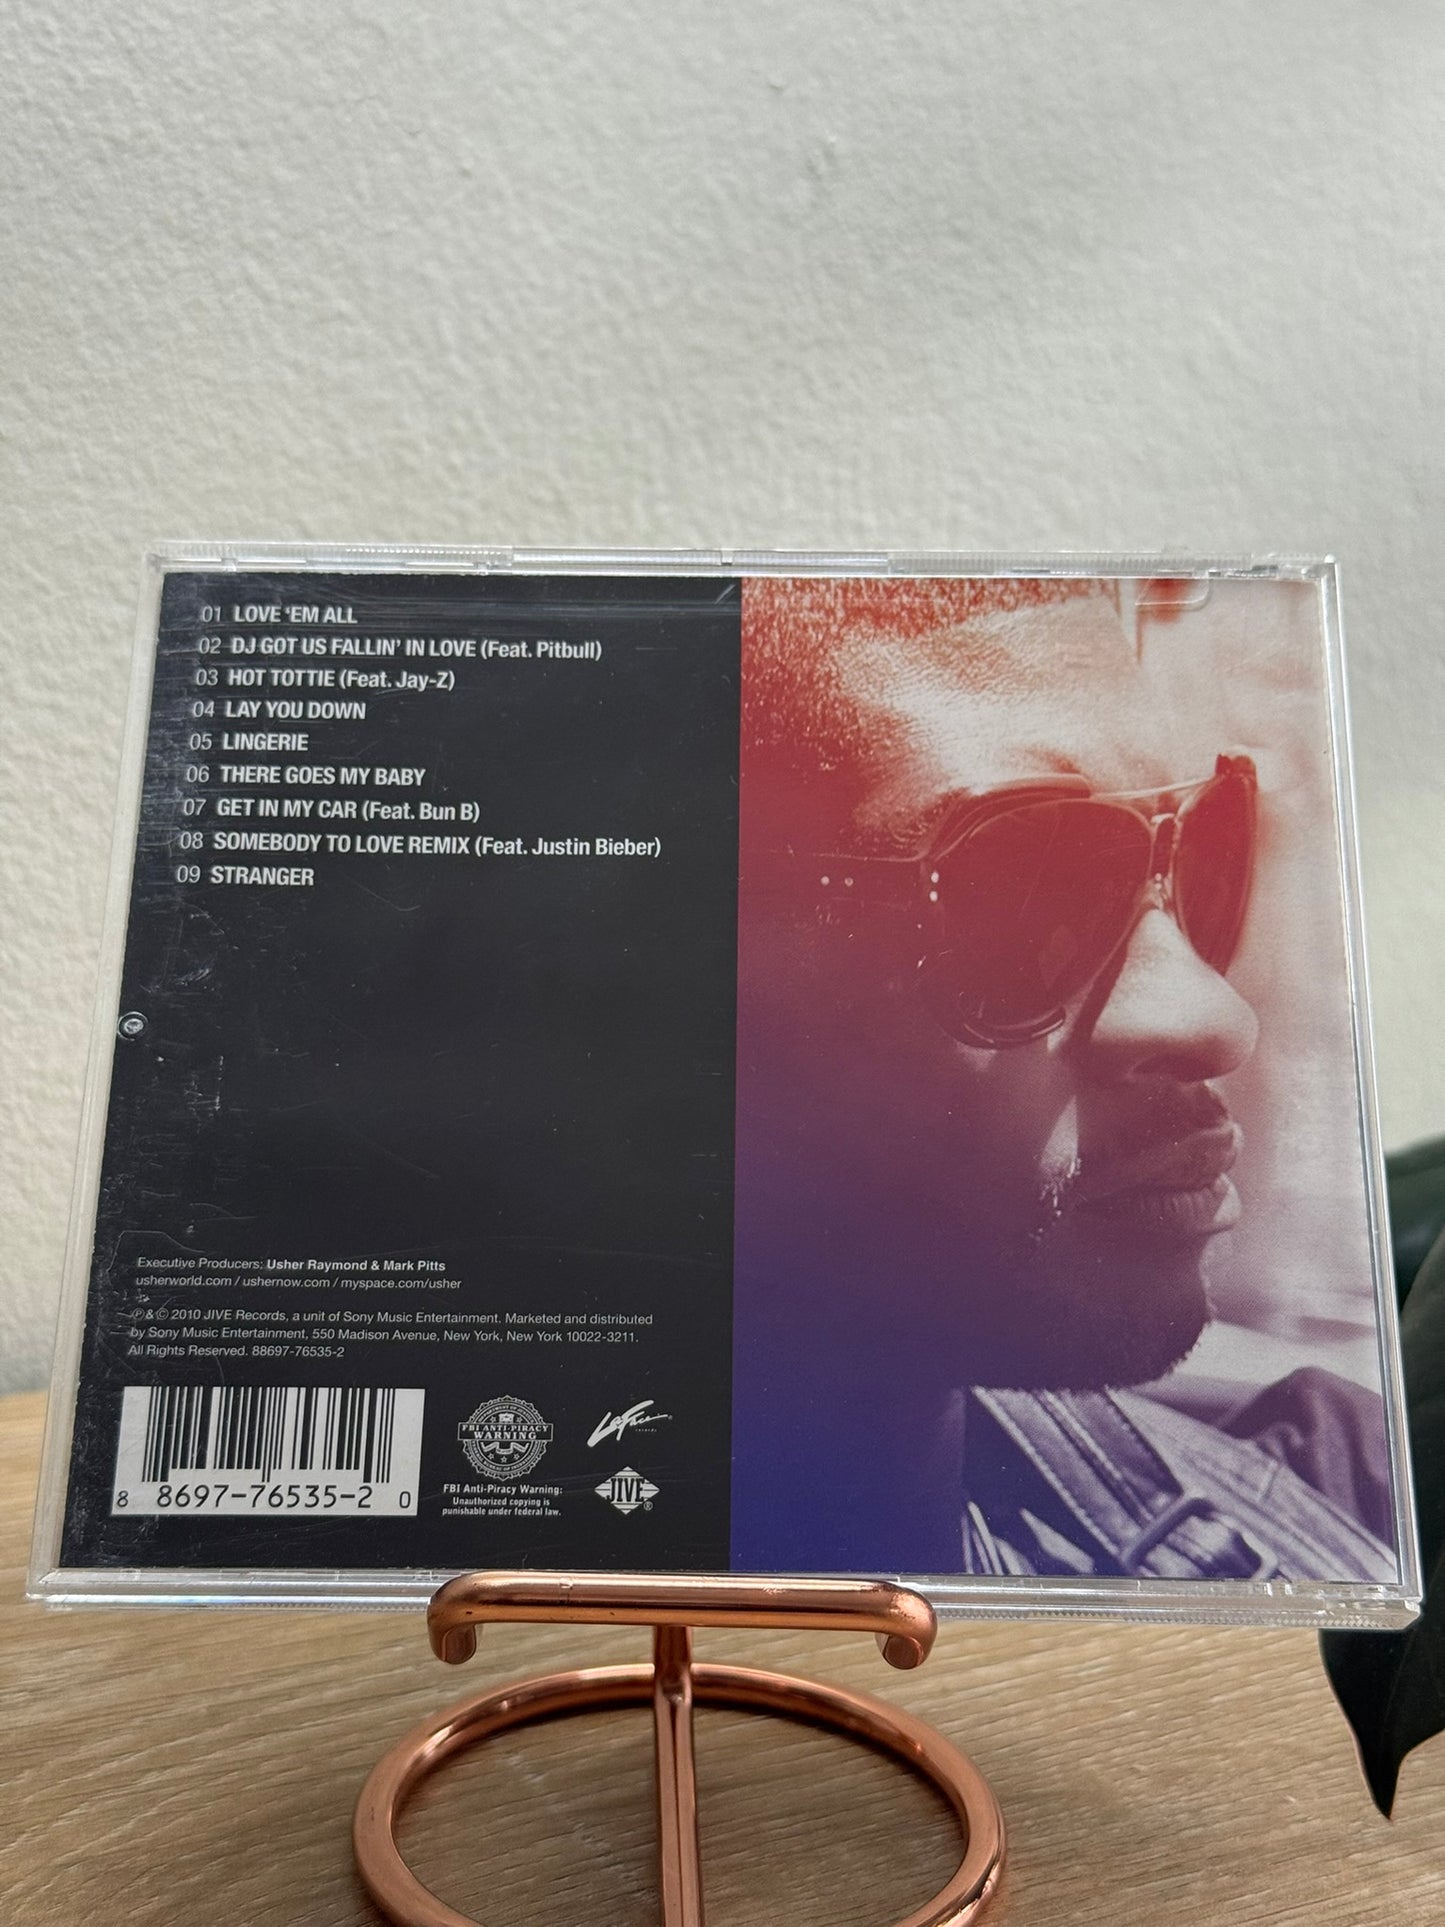 01 LOVE ‘EM ALL
02 DJ GOT US FALLIN’ IN LOVE (Feat. Pitbull)
03 HOT TOTTIE (Feat. Jay-Z)
04 LAY YOU DOWN
05 LINGERIE
06 THERE GOES MY BABY
07 GET IN MY CAR (Feat. Bun B)
08 SOMEBODY TO LOVE REMIX (Feat. Justin Bieber)
09 STRANGER
Executive Producers: Usher Raymond & Mark Pitts
usherworld.com / ushernow.com / myspace.com/usher
℗ & © 2010 JIVE Records, a unit of Sony Music Entertainment. Marketed and distributed
by Sony Music Entertainment, 550 Madison Avenue, New York, New York 10022-3211.
All Rights Reserved. 88697-76535-2
8 8697-76535-2 0
FBI ANTI-PIRACY
WARNING
FBI Anti-Piracy Warning:
Unauthorized copying is
punishable under federal law.
LaFace
records
JIVE ®